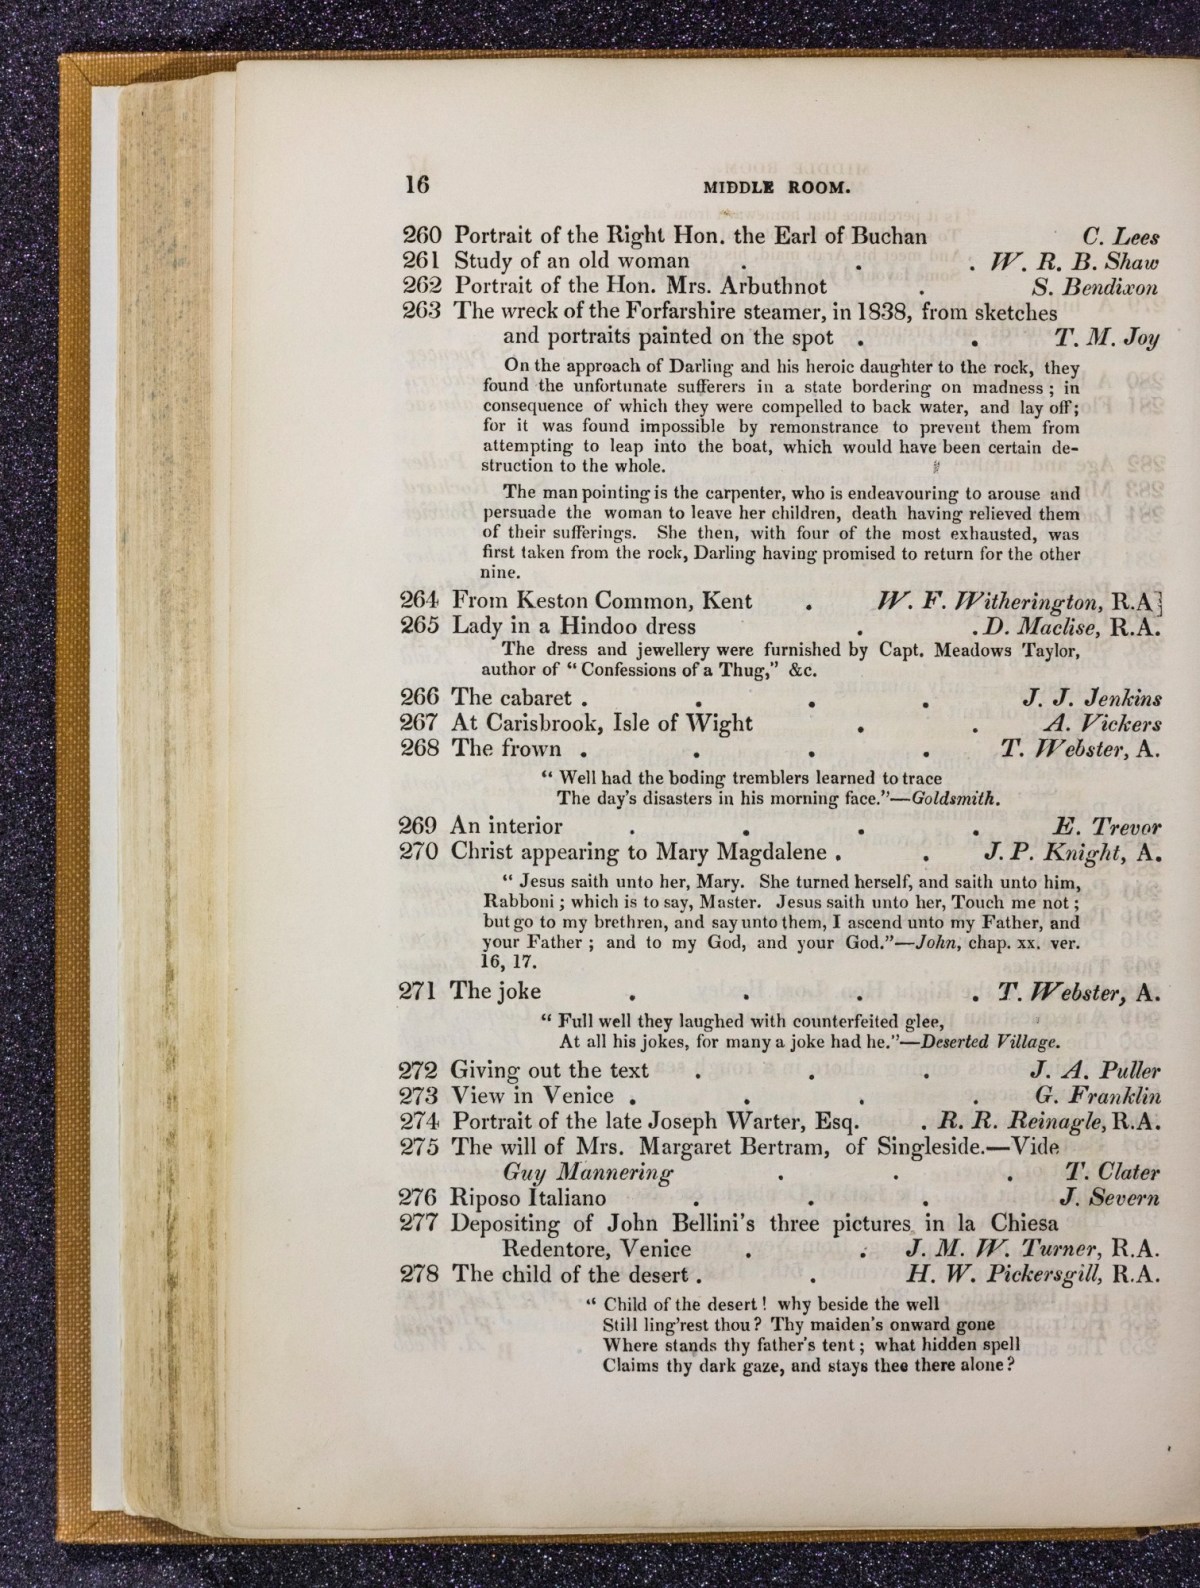 16 MIDDLE ROOM.
260 Portrait of the Right Hon. the Earl of Buchan C. Lees
261 Study of an old woman . . . W. R. B. Shaw
262 Portrait of the Hon. Mrs. Arbuthnot . S. Bendixon
263 The wreck of the Forfarshire steamer, in 1838, from sketches
and portraits painted on the spot . . T. M. Joy
On the approach of Darling and his heroic daughter to the rock, they
found the unfortunate sufferers in a state bordering on madness ; in
consequence of which they were compelled to back water, and lay off;
for it was found impossible by remonstrance to prevent them from
attempting to leap into the boat, which would have been certain de-
struction to the whole.
The man pointing is the carpenter, who is endeavouring to arouse and
persuade the woman to leave her children, death having relieved them
of their sufferings. She then, with four of the most exhausted, was
first taken from the rock, Darling having promised to return for the other
nine.
264 From Keston Common, Kent . W. F. Witherington, R.A]
265 Lady in a Hindoo dress . . D. Maclise, R.A.
The dress and jewellery were furnished by Capt. Meadows Taylor,
author of “ Confessions of a Thug,” &c.
266 The cabaret . . . . J. J. Jenkins
267 At Carisbrook, Isle of Wight . . A. Vickers
268 The frown . . . . T. Webster, A.
“ Well had the boding tremblers learned to trace
The day’s disasters in his morning face.”—Goldsmith.
269 An interior . . . . E. Trevor
270 Christ appearing to Mary Magdalene . . J. P. Knight, A.
“ Jesus saith unto her, Mary. She turned herself, and saith unto him,
Rabboni ; which is to say, Master. Jesus saith unto her, Touch me not ;
but go to my brethren, and say unto them, I ascend unto my Father, and
your Father ; and to my God, and your God.”—John, chap. xx. ver.
16, 17.
271 The joke . . . . T. Webster, A.
“ Full well they laughed with counterfeited glee,
At all his jokes, for many a joke had he.”—Deserted Village.
272 Giving out the text . . . J. A. Puller
273 View in Venice . . . . G. Franklin
274 Portrait of the late Joseph Warter, Esq. . R. R. Reinagle, R.A.
275 The will of Mrs. Margaret Bertram, of Singleside.—Vide
Guy Mannering . . . T. Clater
276 Riposo Italiano . . . J. Severn
277 Depositing of John Bellini’s three pictures in la Chiesa
Redentore, Venice . . J. M. W. Turner, R.A.
278 The child of the desert . . H. W. Pickersgill, R.A.
“ Child of the desert ! why beside the well
Still ling’rest thou ? Thy maiden’s onward gone
Where stands thy father’s tent ; what hidden spell
Claims thy dark gaze, and stays thee there alone ?